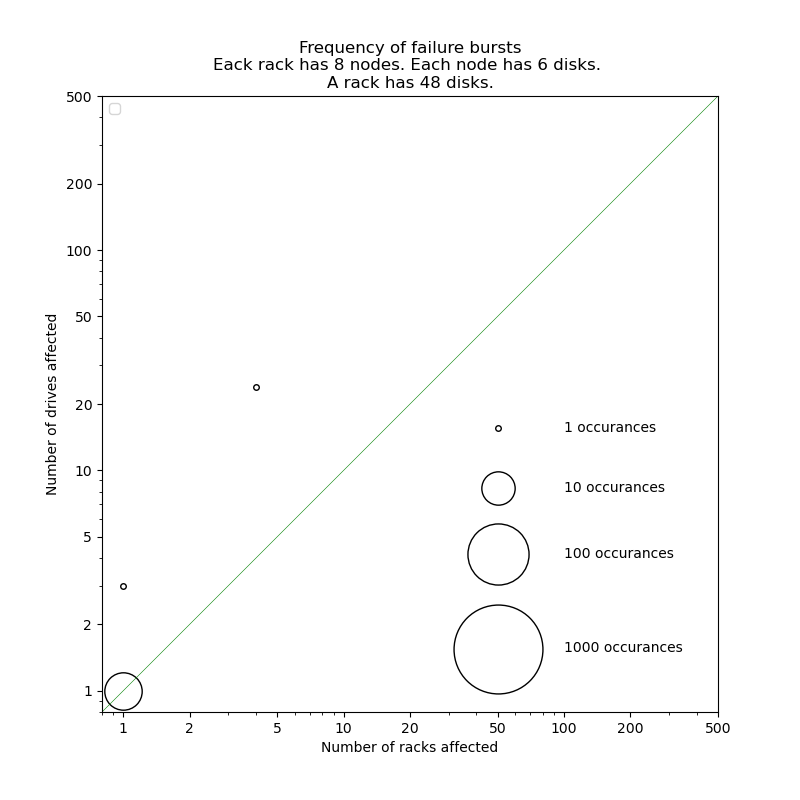 Frequency of failure bursts
Eack rack has 8 nodes. Each node has 6 disks.
A rack has 48 disks.
500
200
100
50
20
10
5
2
1
Number of drives affected
1 occurances
10 occurances
100 occurances
1000 occurances
1 2 5 10 20 50 100 200 500
Number of racks affected